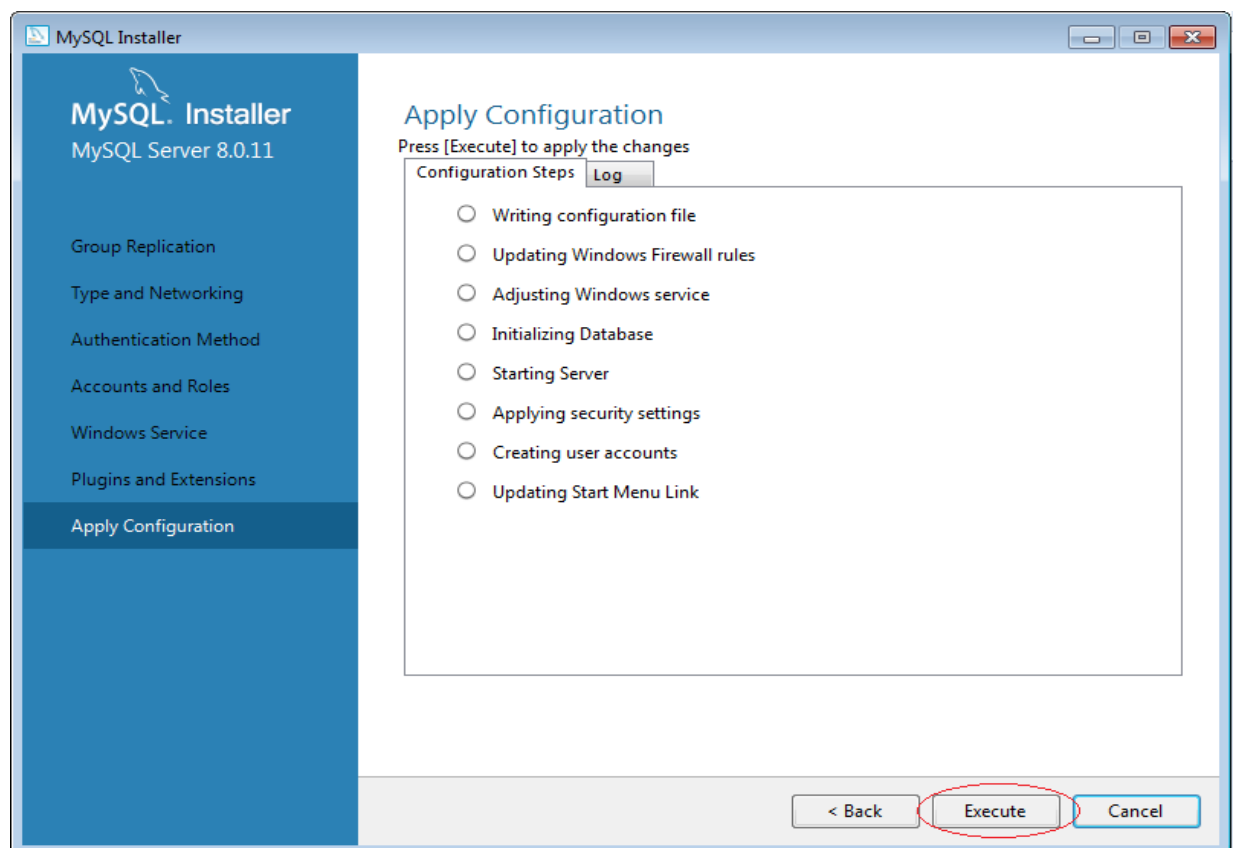 MySQL Installer
MySQL. Installer
MySQL Server 8.0.11
Group Replication
Type and Networking
Authentication Method
Accounts and Roles
Windows Service
Plugins and Extensions
Apply Configuration
Apply Configuration
Press [Execute] to apply the changes
Configuration Steps Log
Writing configuration file
Updating Windows Firewall rules
Adjusting Windows service
Initializing Database
Starting Server
Applying security settings
Creating user accounts
Updating Start Menu Link
< Back Execute Cancel